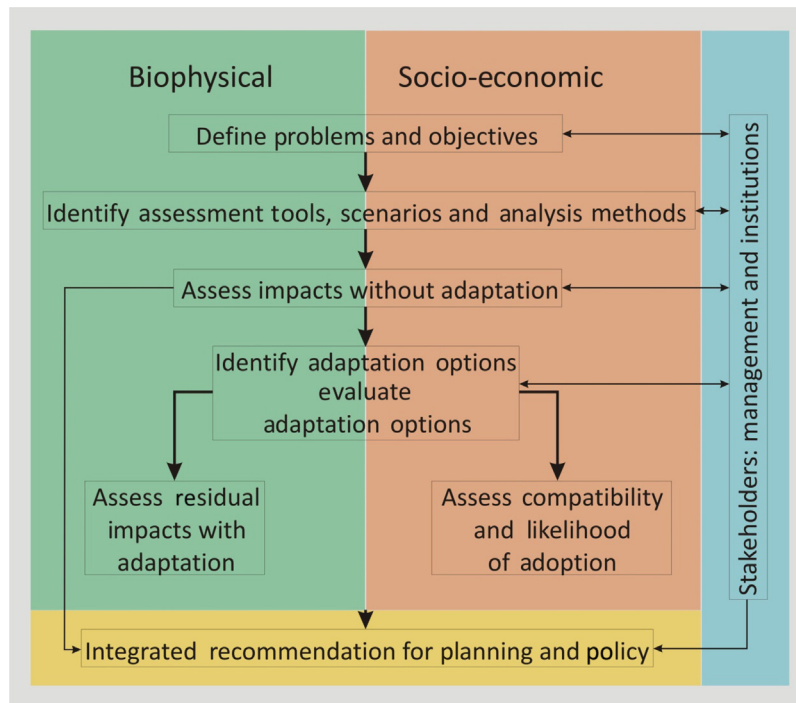 Biophysical
Socio-economic
Define problems and objectives
Identify assessment tools, scenarios and analysis methods
Assess impacts without adaptation
Identify adaptation options
evaluate
adaptation options
Assess residual
impacts with
adaptation
Assess compatibility
and likelihood
of adoption
Integrated recommendation for planning and policy
Stakeholders: management and institutions